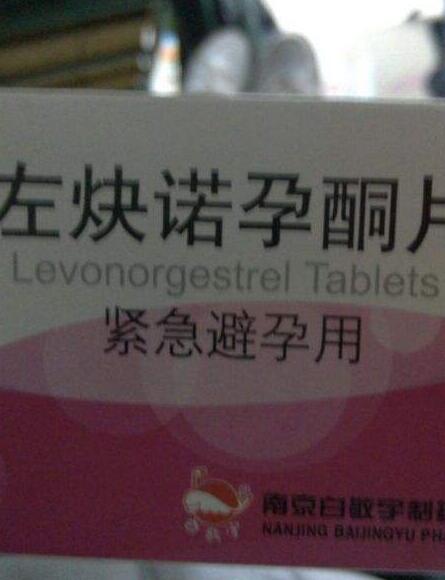 左炔诺孕酮片
Levonorgestrel Tablets
紧急避孕用
南京白敬宇制
NANJING BAIJINGYU PH